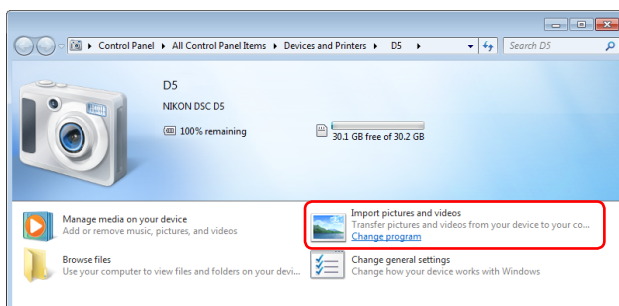 Control Panel ▸ All Control Panel Items ▸ Devices and Printers ▸ D5 ▸ Search D5
D5
NIKON DSC D5
100% remaining 30.1 GB free of 30.2 GB
Manage media on your device
Add or remove music, pictures, and videos
Import pictures and videos
Transfer pictures and videos from your device to your co...
Change program
Browse files
Use your computer to view files and folders on your devi...
Change general settings
Change how your device works with Windows